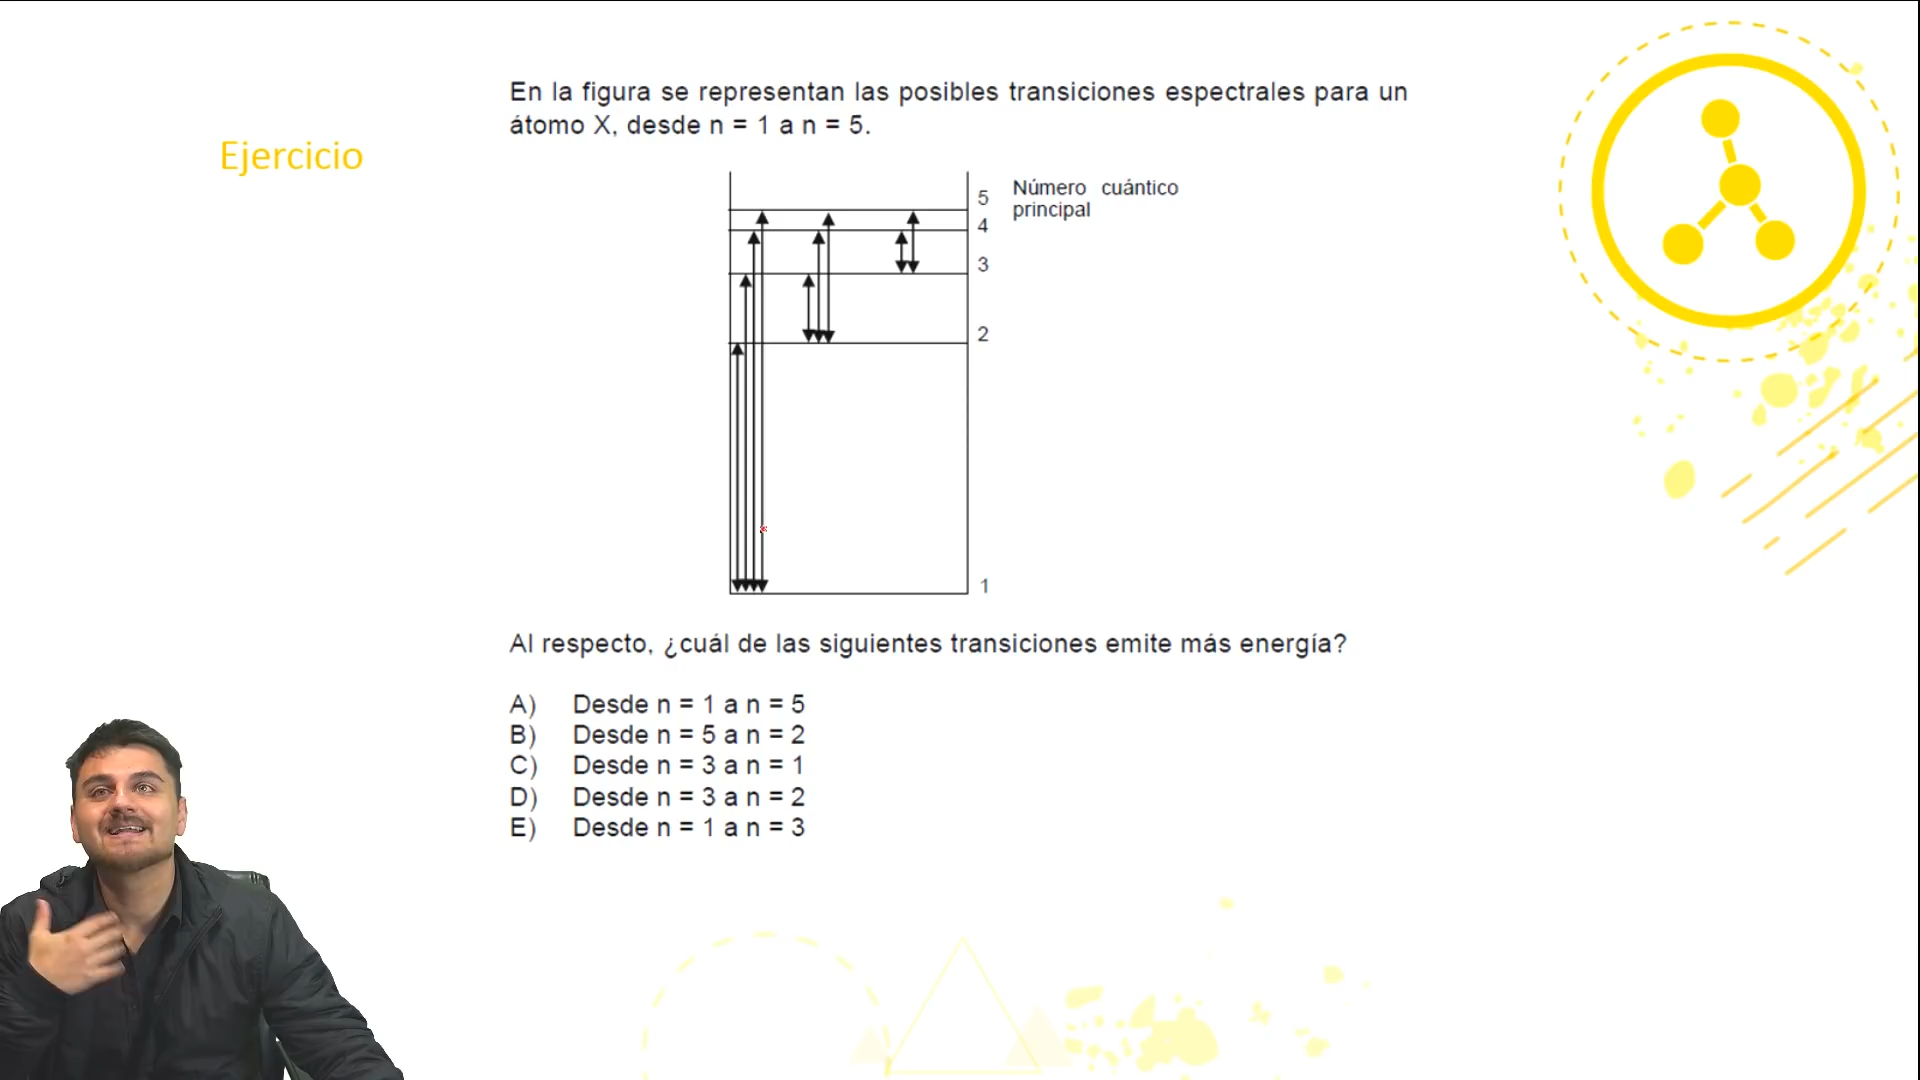 Ejercicio
En la figura se representan las posibles transiciones espectrales para un
átomo X, desde n = 1 a n = 5.
5
4
3
2
1
Número cuántico
principal
Al respecto, ¿cuál de las siguientes transiciones emite más energía?
A) Desde n = 1 a n = 5
B) Desde n = 5 a n = 2
C) Desde n = 3 a n = 1
D) Desde n = 3 a n = 2
E) Desde n = 1 a n = 3